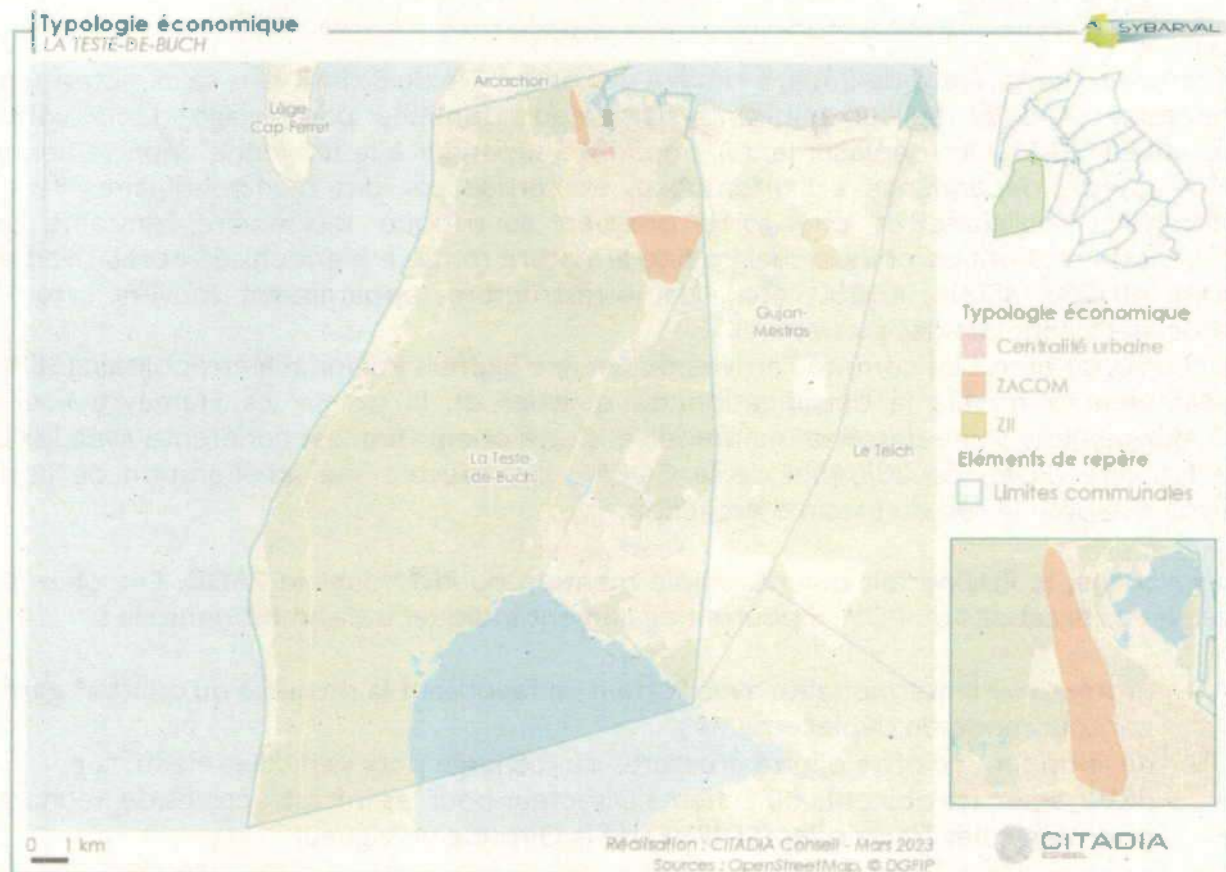 Typologie économique
LA TESTE-DE-BUCH
SYBARVAL
Arcachon
Lège-
Cap-Ferret
Gujan-
Mestras
La Teste-
de-Buch
Le Teich
Typologie économique
Centralité urbaine
ZACOM
Eléments de repère
Limites communales
0 1 km
Réalisation : CITADIA Conseil - Mars 2023
Sources : OpenStreetMap, © DGFIP
CITADIA